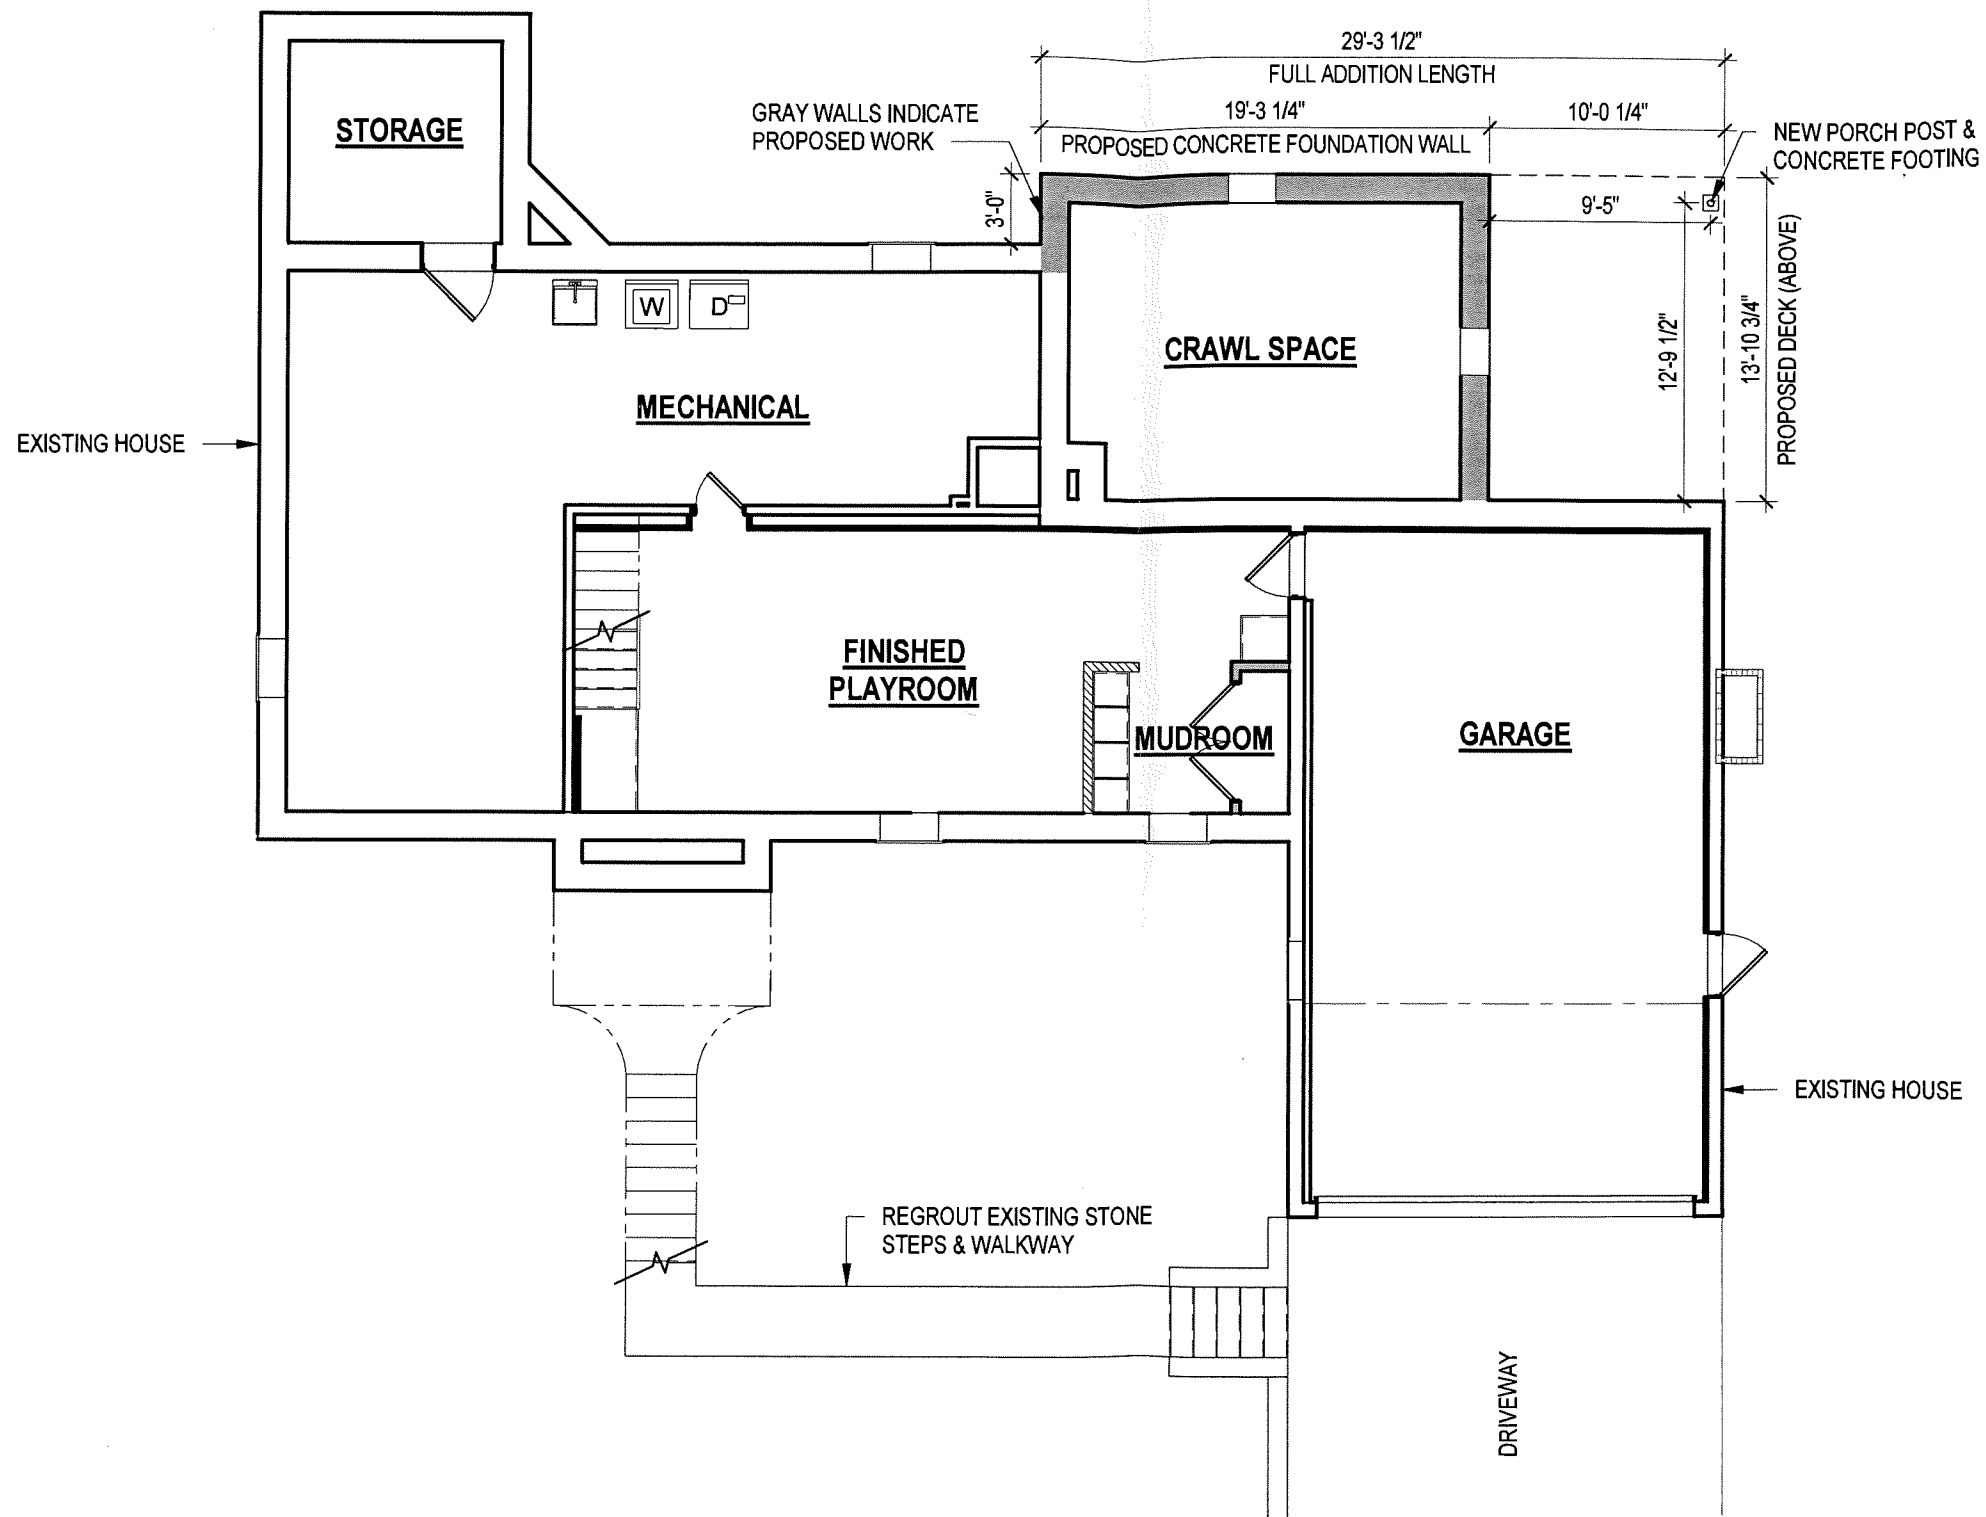 29'-3 1/2"
FULL ADDITION LENGTH
GRAY WALLS INDICATE
PROPOSED WORK
19'-3 1/4"
10'-0 1/4"
STORAGE
PROPOSED CONCRETE FOUNDATION WALL
NEW PORCH POST &
CONCRETE FOOTING
3'-0"
9'-5"
W
D
CRAWL SPACE
12'-9 1/2"
13'-10 3/4"
PROPOSED DECK (ABOVE)
MECHANICAL
EXISTING HOUSE
FINISHED
PLAYROOM
MUDROOM
GARAGE
EXISTING HOUSE
REGROUT EXISTING STONE
STEPS & WALKWAY
DRIVEWAY